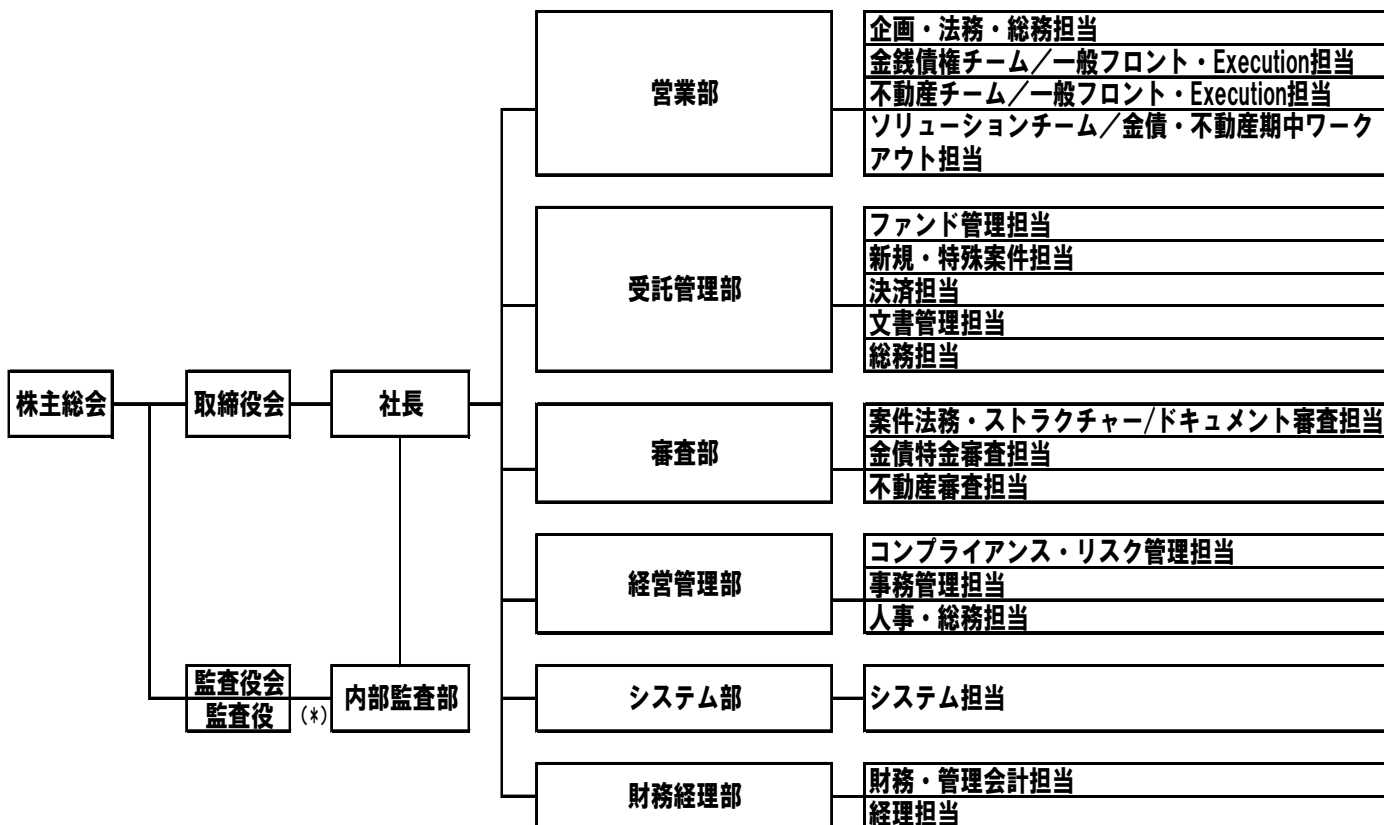 株主総会
取締役会
社長
監査役会
監査役
(*)
内部監査部
営業部
企画・法務・総務担当
金銭債権チーム／一般フロント・Execution担当
不動産チーム／一般フロント・Execution担当
ソリューションチーム／金債・不動産期中ワーク
アウト担当
受託管理部
ファンド管理担当
新規・特殊案件担当
決済担当
文書管理担当
総務担当
審査部
案件法務・ストラクチャー/ドキュメント審査担当
金債特金審査担当
不動産審査担当
経営管理部
コンプライアンス・リスク管理担当
事務管理担当
人事・総務担当
システム部
システム担当
財務経理部
財務・管理会計担当
経理担当